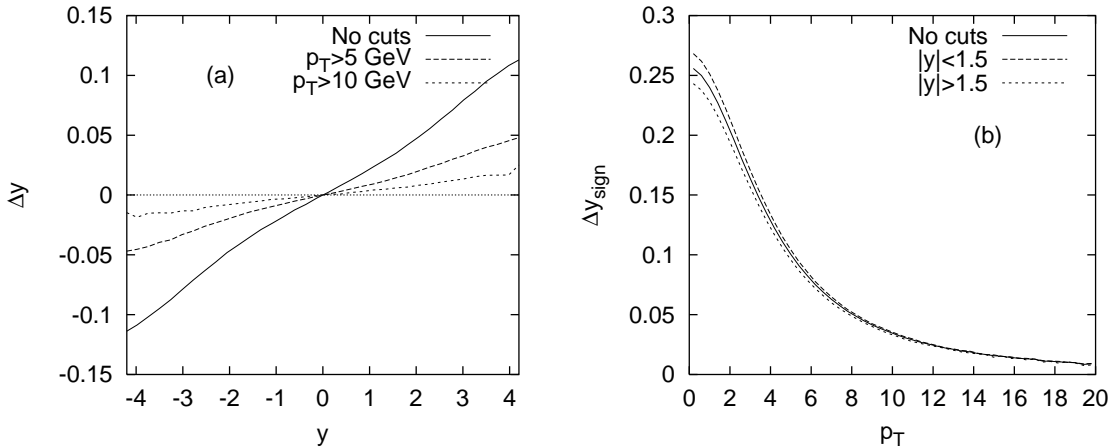 0.15
0.1
0.05
0
-0.05
-0.1
-0.15
-4 -3 -2 -1 0 1 2 3 4
Δy
y
(a)
No cuts
p_T>5 GeV
p_T>10 GeV
0.3
0.25
0.2
0.15
0.1
0.05
0
0 2 4 6 8 10 12 14 16 18 20
Δy_sign
p_T
No cuts
|y|<1.5
|y|>1.5
(b)